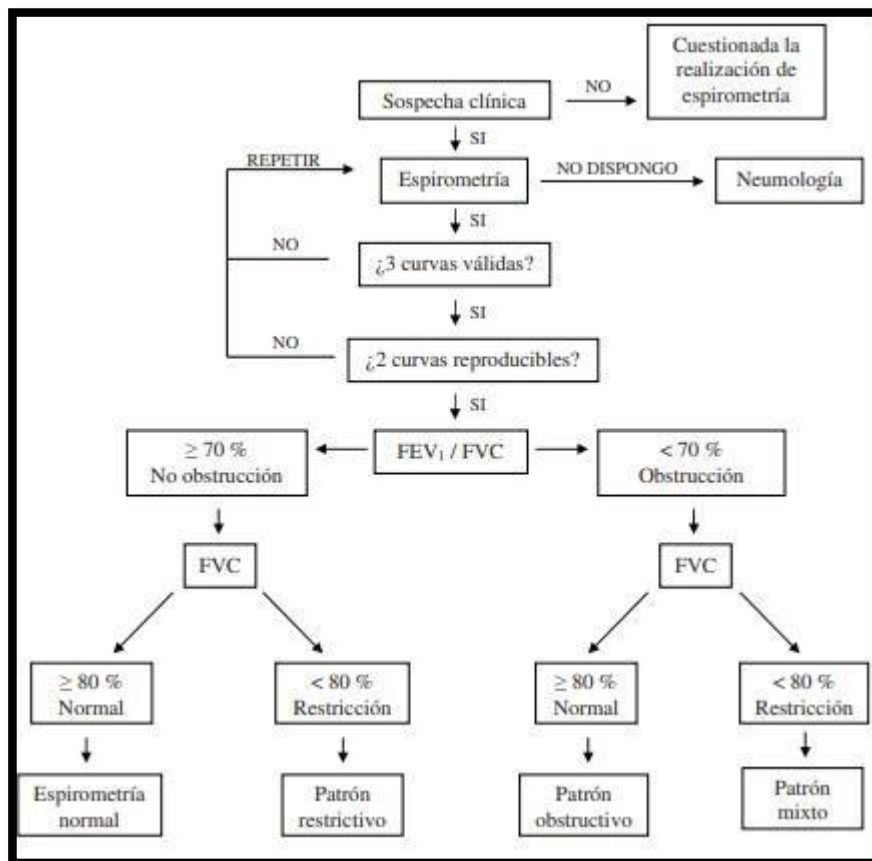 Cuestionada la
realización de
espirometría
Sospecha clínica
NO
SI
REPETIR
Espirometría
NO DISPONGO
Neumología
SI
NO
¿3 curvas válidas?
SI
NO
¿2 curvas reproducibles?
SI
≥ 70 %
No obstrucción
FEV₁ / FVC
< 70 %
Obstrucción
FVC
FVC
≥ 80 %
Normal
< 80 %
Restricción
≥ 80 %
Normal
< 80 %
Restricción
Espirometría
normal
Patrón
restrictivo
Patrón
obstructivo
Patrón
mixto